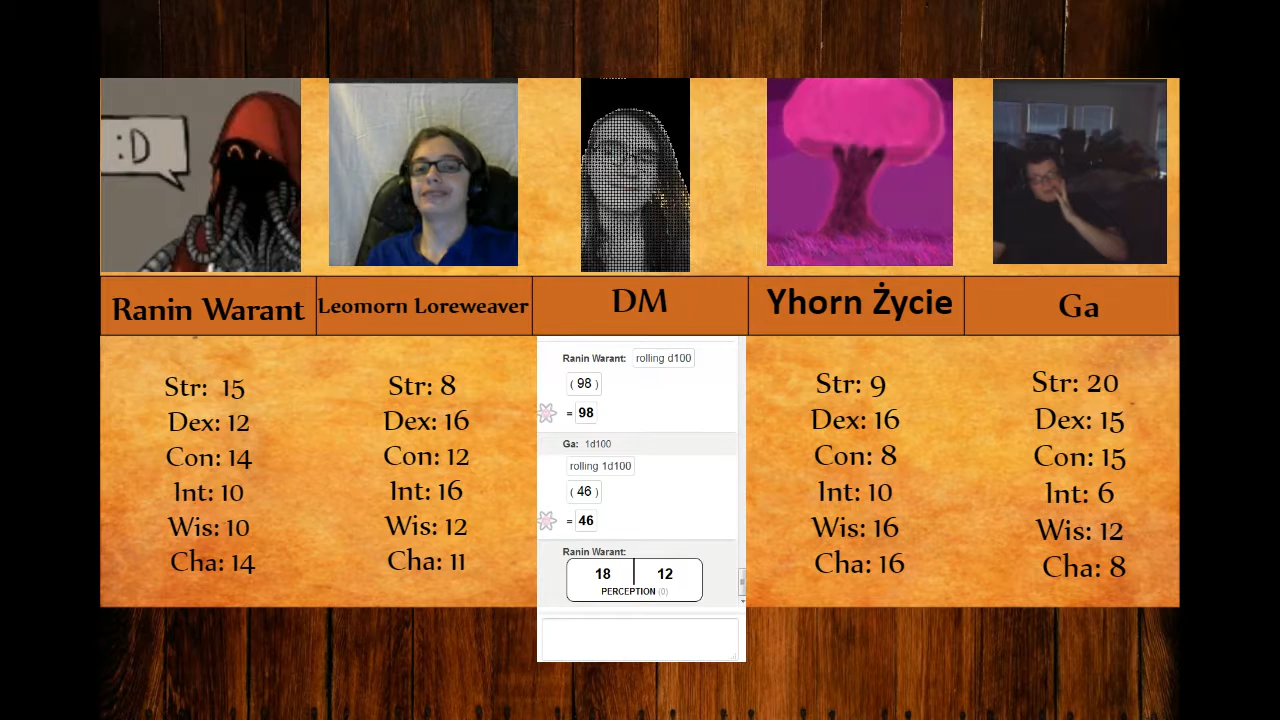 :D
Ranin Warant
Leomorn Loreweaver
DM
Yhorn Życie
Ga
Str: 15
Dex: 12
Con: 14
Int: 10
Wis: 10
Cha: 14
Str: 8
Dex: 16
Con: 12
Int: 16
Wis: 12
Cha: 11
Ranin Warant: rolling d100
( 98 )
= 98
Ga: 1d100
rolling 1d100
( 46 )
= 46
Ranin Warant:
18 12
PERCEPTION (0)
Str: 9
Dex: 16
Con: 8
Int: 10
Wis: 16
Cha: 16
Str: 20
Dex: 15
Con: 15
Int: 6
Wis: 12
Cha: 8